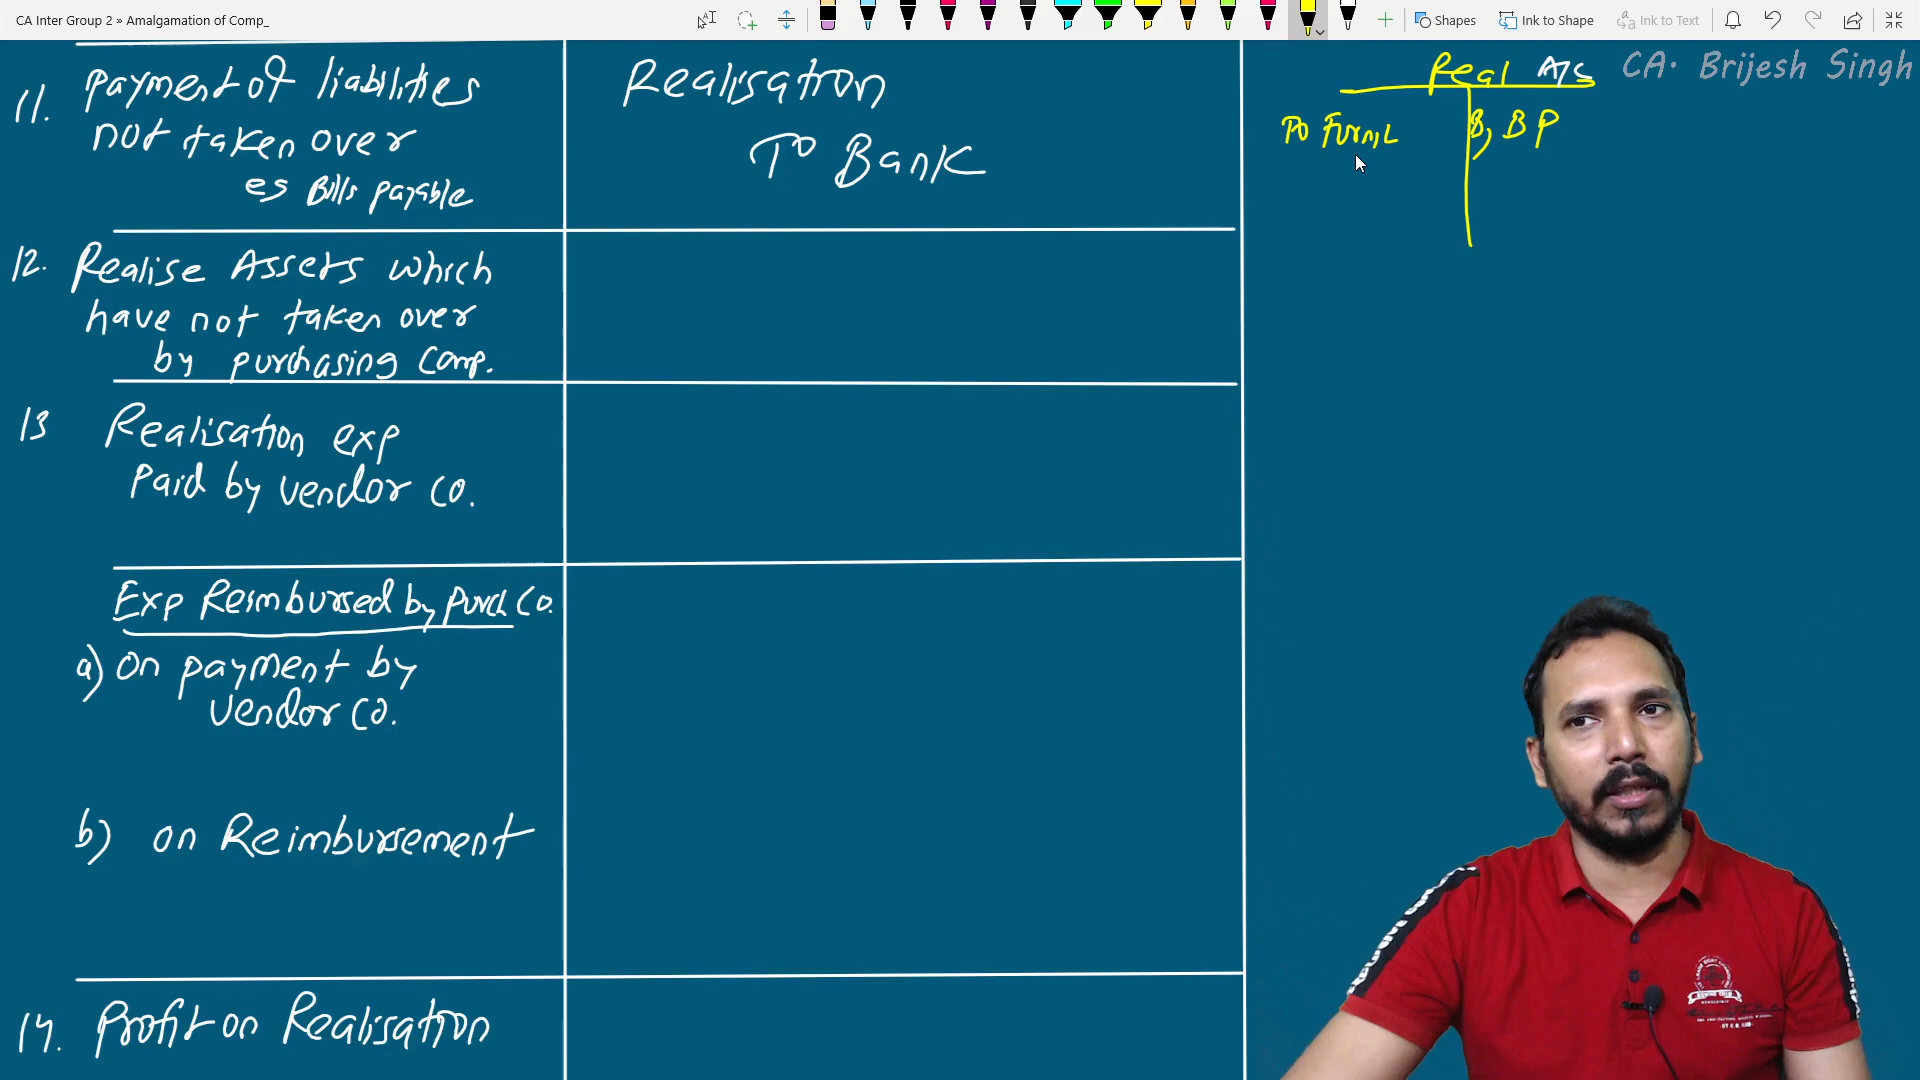 CA Inter Group 2 » Amalgamation of Comp_
Shapes
Ink to Shape
Ink to Text
Real A/c
CA. Brijesh Singh
To Furni
By BP
11. Payment of liabilities
not taken over
es Bills payable
Realisation
To Bank
12. Realise Assets which
have not taken over
by purchasing Comp.
13 Realisation exp
Paid by vendor co.
Exp Reimbursed by Purch Co.
a) on payment by
vendor co.
b) on Reimbursement
14. Profit on Realisation